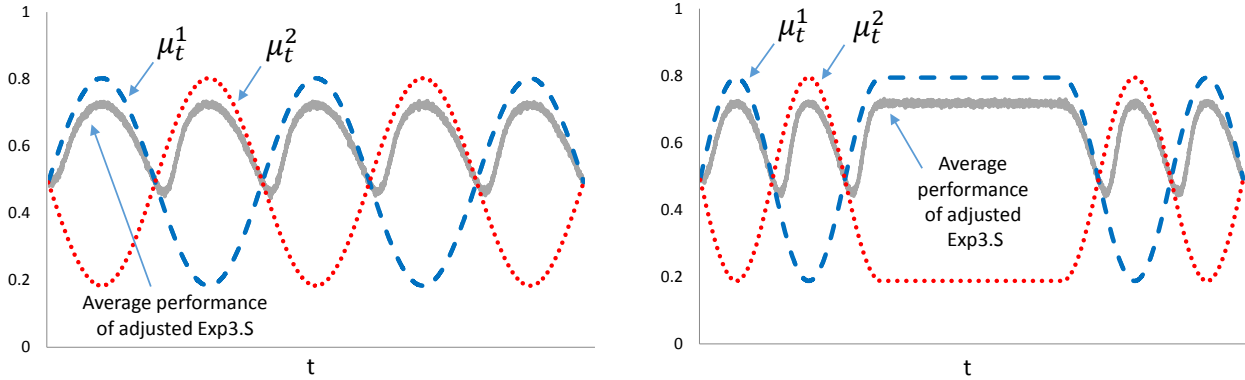 1
0.8
0.6
0.4
0.2
0
μ_t^1
μ_t^2
Average performance
of adjusted Exp3.S
t
1
0.8
0.6
0.4
0.2
0
μ_t^1
μ_t^2
Average
performance
of adjusted
Exp3.S
t